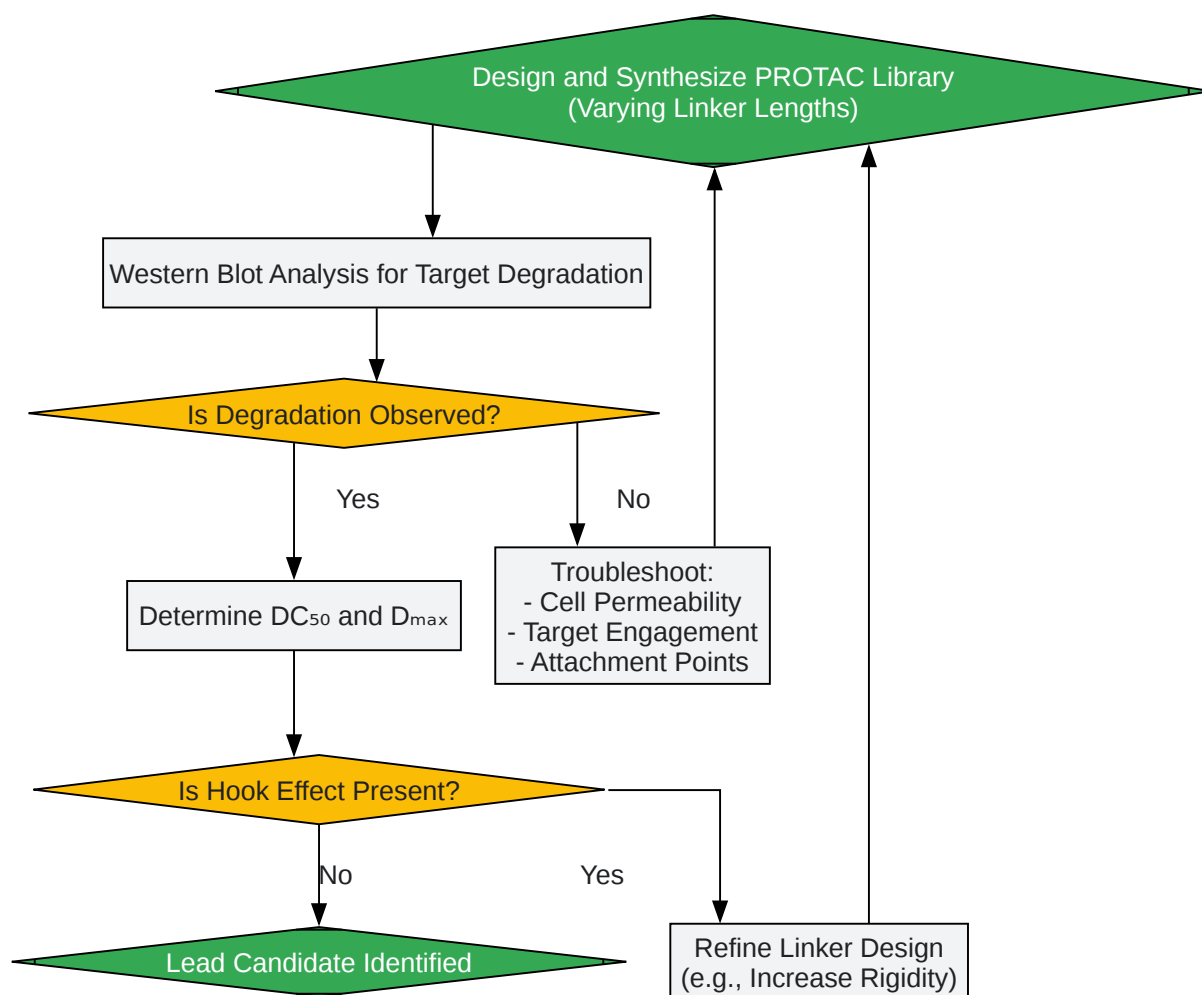 Design and Synthesize PROTAC Library
(Varying Linker Lengths)
Western Blot Analysis for Target Degradation
Is Degradation Observed?
Yes
No
Troubleshoot:
- Cell Permeability
- Target Engagement
- Attachment Points
Determine DC₅₀ and Dₘₐₓ
Is Hook Effect Present?
No
Yes
Lead Candidate Identified
Refine Linker Design
(e.g., Increase Rigidity)